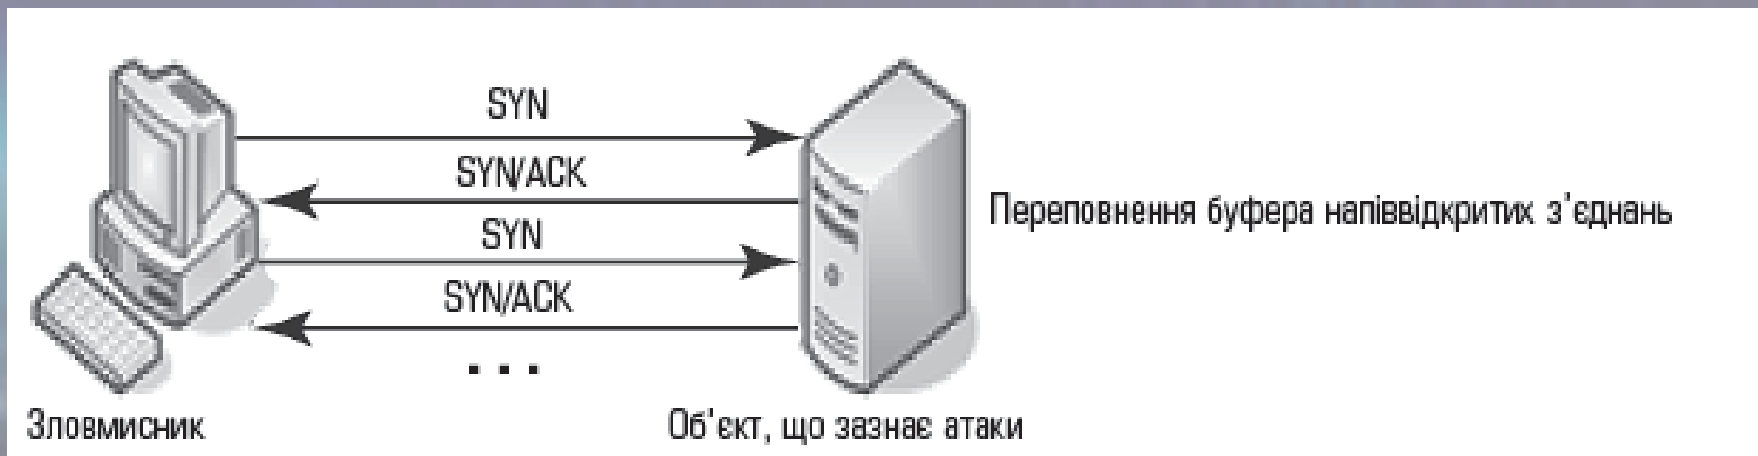 SYN
SYN/ACK
Переповнення буфера напіввідкритих з'єднань
SYN
SYN/ACK
...
Зловмисник
Об'єкт, що зазнає атаки